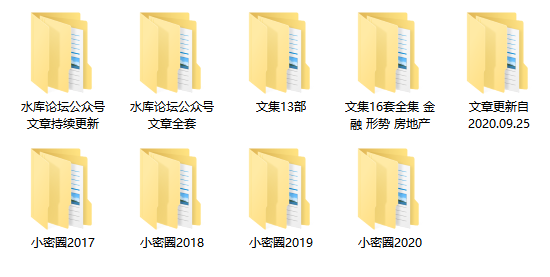 水库论坛公众号
文章持续更新
水库论坛公众号
文章全套
文集13部
文集16套全集 金
融 形势 房地产
文章更新自
2020.09.25
小密圈2017
小密圈2018
小密圈2019
小密圈2020